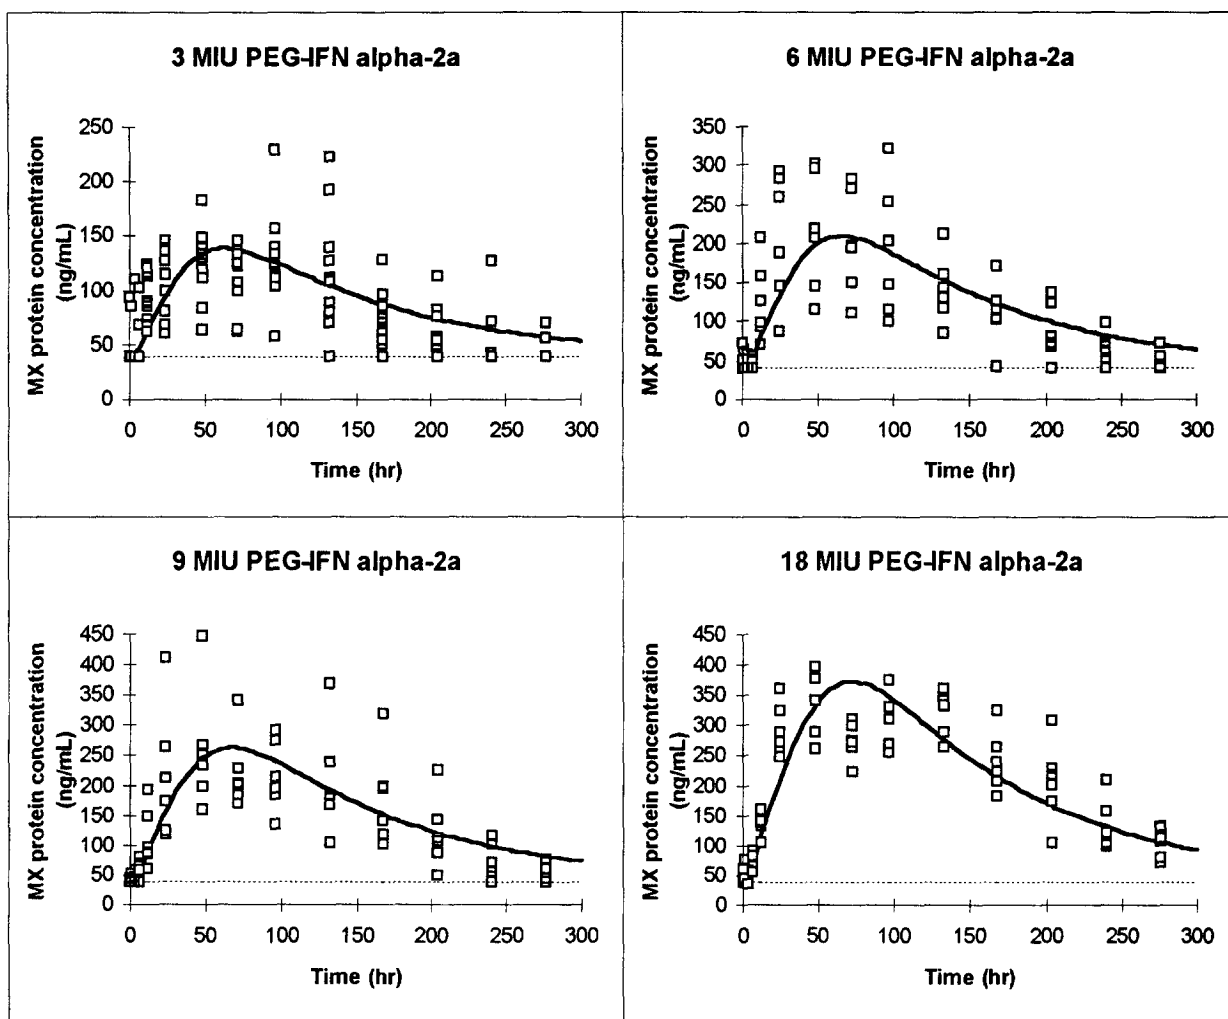 3 MIU PEG-IFN alpha-2a
MX protein concentration
(ng/mL)
250
200
150
100
50
0
0 50 100 150 200 250 300
Time (hr)
6 MIU PEG-IFN alpha-2a
MX protein concentration
(ng/mL)
350
300
250
200
150
100
50
0
0 50 100 150 200 250 300
Time (hr)
9 MIU PEG-IFN alpha-2a
MX protein concentration
(ng/mL)
450
400
350
300
250
200
150
100
50
0
0 50 100 150 200 250 300
Time (hr)
18 MIU PEG-IFN alpha-2a
MX protein concentration
(ng/mL)
450
400
350
300
250
200
150
100
50
0
0 50 100 150 200 250 300
Time (hr)